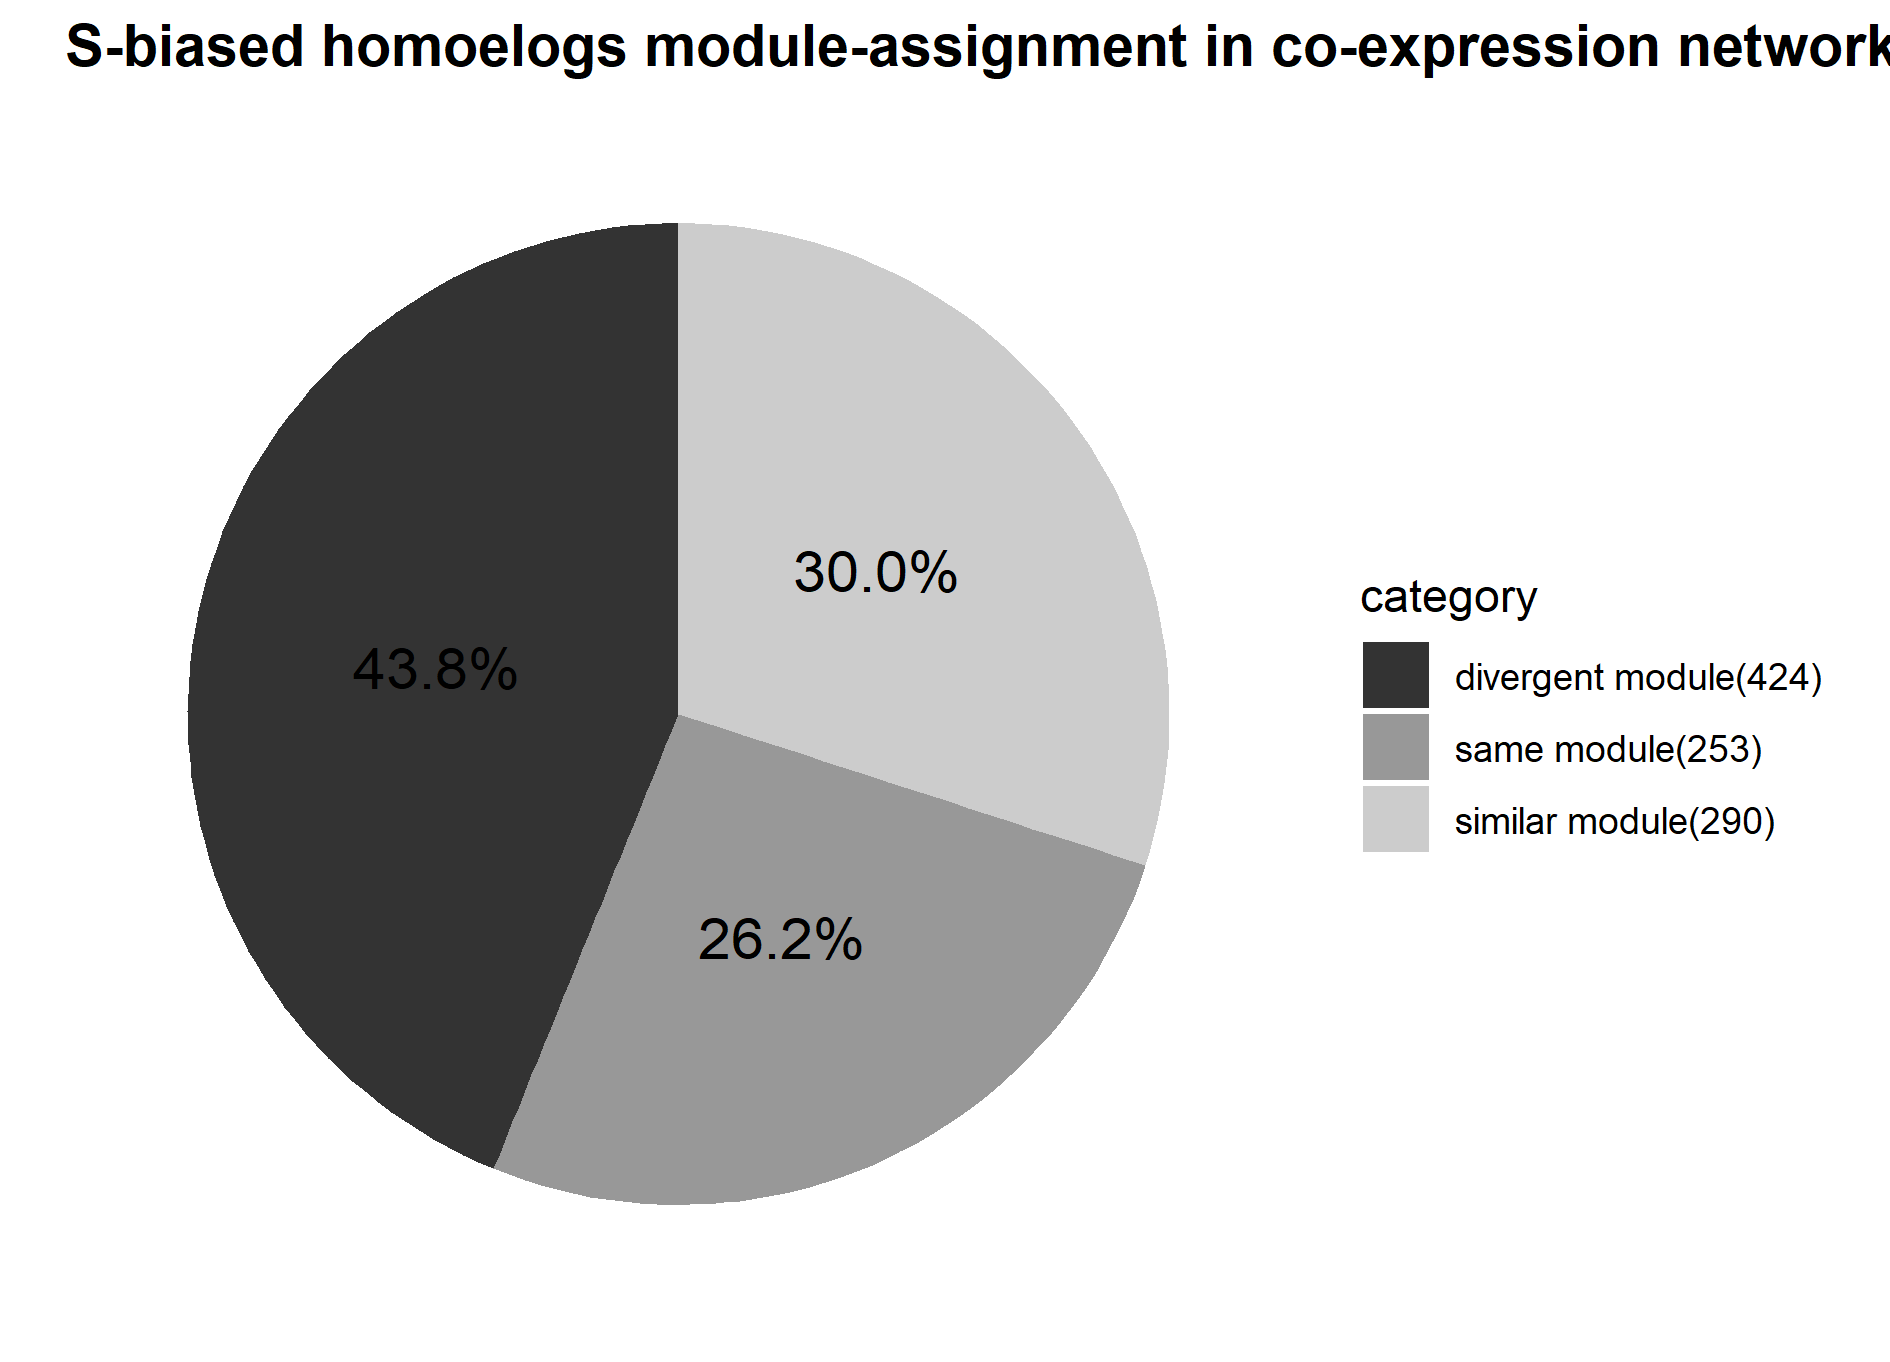 S-biased homoelogs module-assignment in co-expression network
30.0%
43.8%
26.2%
category
divergent module(424)
same module(253)
similar module(290)